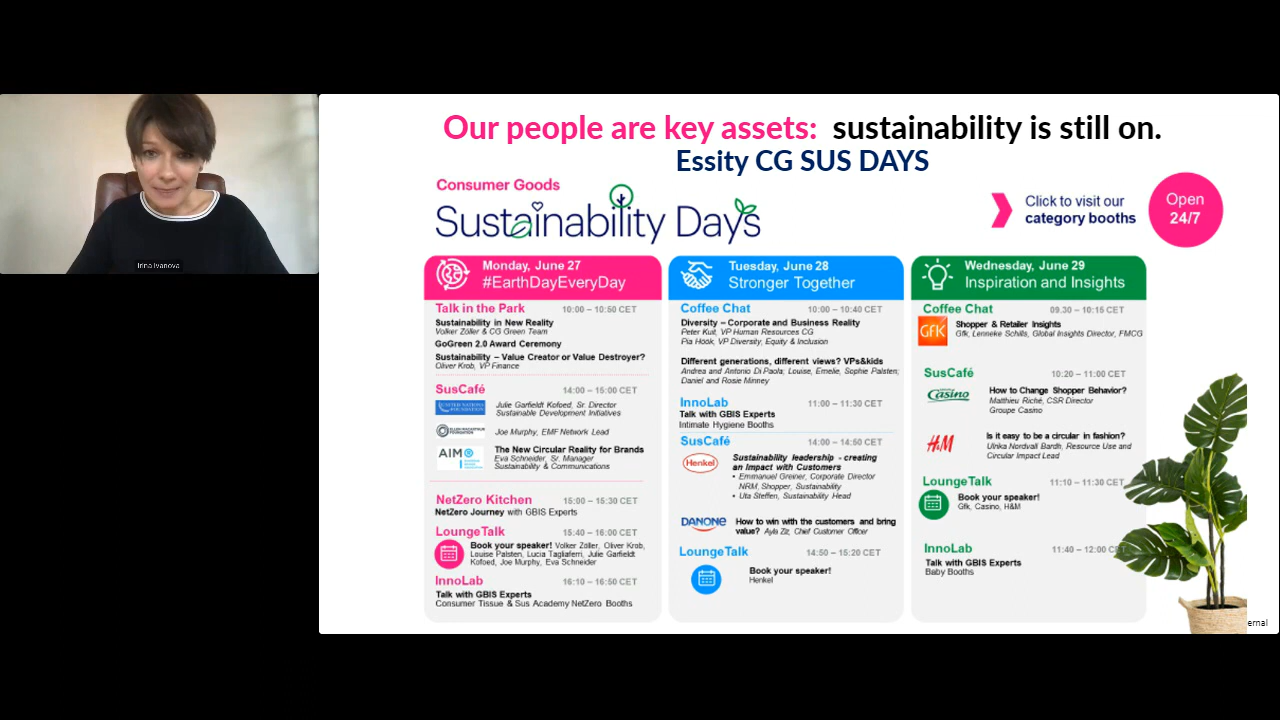 Irina Ivanova
Our people are key assets: sustainability is still on.
Essity CG SUS DAYS
Consumer Goods
Sustainability Days
Click to visit our
category booths
Open
24/7
Monday, June 27
#EarthDayEveryDay
Talk in the Park 10:00 – 10:50 CET
Sustainability in New Reality
Volker Zöller & CG Green Team
GoGreen 2.0 Award Ceremony
Sustainability – Value Creator or Value Destroyer?
Oliver Krob, VP Finance
SusCafé 14:00 – 15:00 CET
UNITED NATIONS
FOUNDATION
Julie Garfieldt Kofoed, Sr. Director
Sustainable Development Initiatives
ELLEN MACARTHUR
FOUNDATION
Joe Murphy, EMF Network Lead
AIM
The New Circular Reality for Brands
Eva Schneider, Sr. Manager
Sustainability & Communications
NetZero Kitchen 15:00 – 15:30 CET
NetZero Journey with GBIS Experts
LoungeTalk 15:40 – 16:00 CET
Book your speaker! Volker Zöller, Oliver Krob,
Louise Palsten, Lucia Tagliaferri, Julie Garfieldt
Kofoed, Joe Murphy, Eva Schneider
InnoLab 16:10 – 16:50 CET
Talk with GBIS Experts
Consumer Tissue & Sus Academy NetZero Booths
Tuesday, June 28
Stronger Together
Coffee Chat 10:00 – 10:40 CET
Diversity – Corporate and Business Reality
Peter Kuit, VP Human Resources CG
Pia Höök, VP Diversity, Equity & Inclusion
Different generations, different views? VPs&kids
Andrea and Antonio Di Paola; Louise, Emelie, Sophie Palsten;
Daniel and Rosie Minney
InnoLab 11:00 – 11:30 CET
Talk with GBIS Experts
Intimate Hygiene Booths
SusCafé 14:00 – 14:50 CET
Henkel
Sustainability leadership - creating
an Impact with Customers
• Emmanuel Greiner, Corporate Director
NRM, Shopper, Sustainability
• Uta Steffen, Sustainability Head
DANONE
How to win with the customers and bring
value? Ayla Ziz, Chief Customer Officer
LoungeTalk 14:50 – 15:20 CET
Book your speaker!
Henkel
Wednesday, June 29
Inspiration and Insights
Coffee Chat 09.30 – 10:15 CET
GfK
Shopper & Retailer Insights
Gfk, Lenneke Schills, Global Insights Director, FMCG
SusCafé 10:20 – 11:00 CET
Casino
How to Change Shopper Behavior?
Matthieu Riché, CSR Director
Groupe Casino
H&M
Is it easy to be a circular in fashion?
Ulrika Nordvall Bardh, Resource Use and
Circular Impact Lead
LoungeTalk 11:10 – 11:30 CET
Book your speaker!
Gfk, Casino, H&M
InnoLab 11:40 – 12:00 CET
Talk with GBIS Experts
Baby Booths
ernal